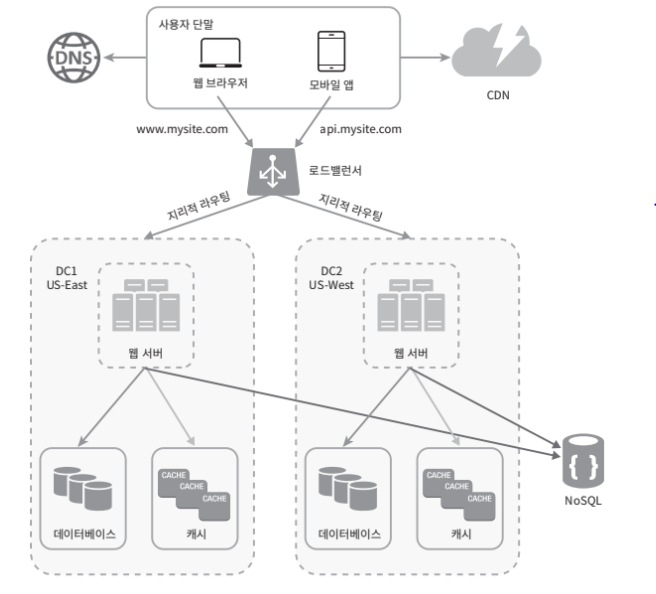 사용자 단말
DNS
웹 브라우저
모바일 앱
CDN
www.mysite.com
api.mysite.com
로드밸런서
지리적 라우팅
지리적 라우팅
DC1
US-East
웹 서버
DC2
US-West
웹 서버
데이터베이스
CACHE
CACHE
CACHE
캐시
데이터베이스
CACHE
CACHE
CACHE
캐시
{ }
NoSQL